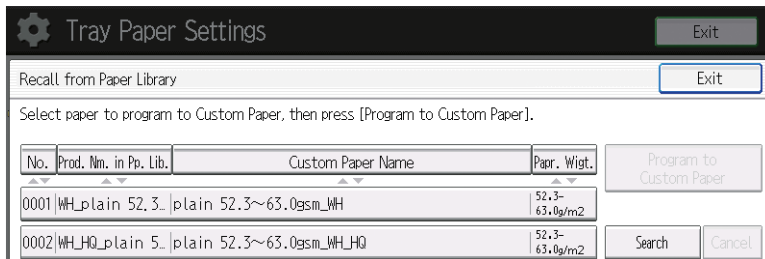 Tray Paper Settings Exit
Recall from Paper Library Exit
Select paper to program to Custom Paper, then press [Program to Custom Paper].
No. Prod. Nm. in Pp. Lib. Custom Paper Name Papr. Wigt. Program to
Custom Paper
0001 WH_plain 52.3… plain 52.3~63.0gsm_WH 52.3-
63.0g/m2
0002 WH_HQ_plain 5… plain 52.3~63.0gsm_WH_HQ 52.3-
63.0g/m2 Search Cancel